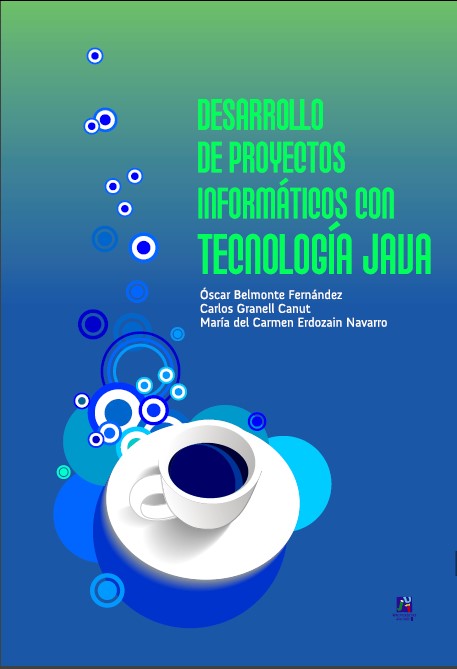 DESARROLLO
DE PROYECTOS
INFORMÁTICOS CON
TECNOLOGÍA JAVA
Óscar Belmonte Fernández
Carlos Granell Canut
María del Carmen Erdozain Navarro